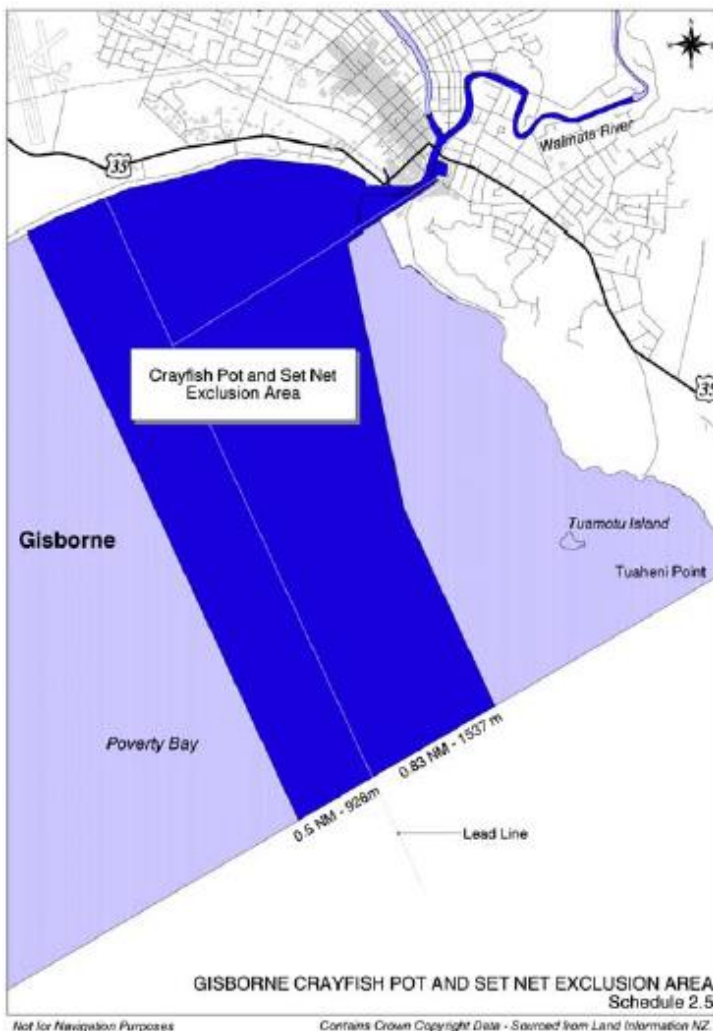 35
Waimata River
Crayfish Pot and Set Net
Exclusion Area
Gisborne
Tuamotu Island
Tuaheni Point
35
Poverty Bay
0.5 NM - 926m
0.83 NM - 1537 m
Lead Line
GISBORNE CRAYFISH POT AND SET NET EXCLUSION AREA
Schedule 2.5
Not for Navigation Purposes
Contains Crown Copyright Data - Sourced from Land Information NZ.